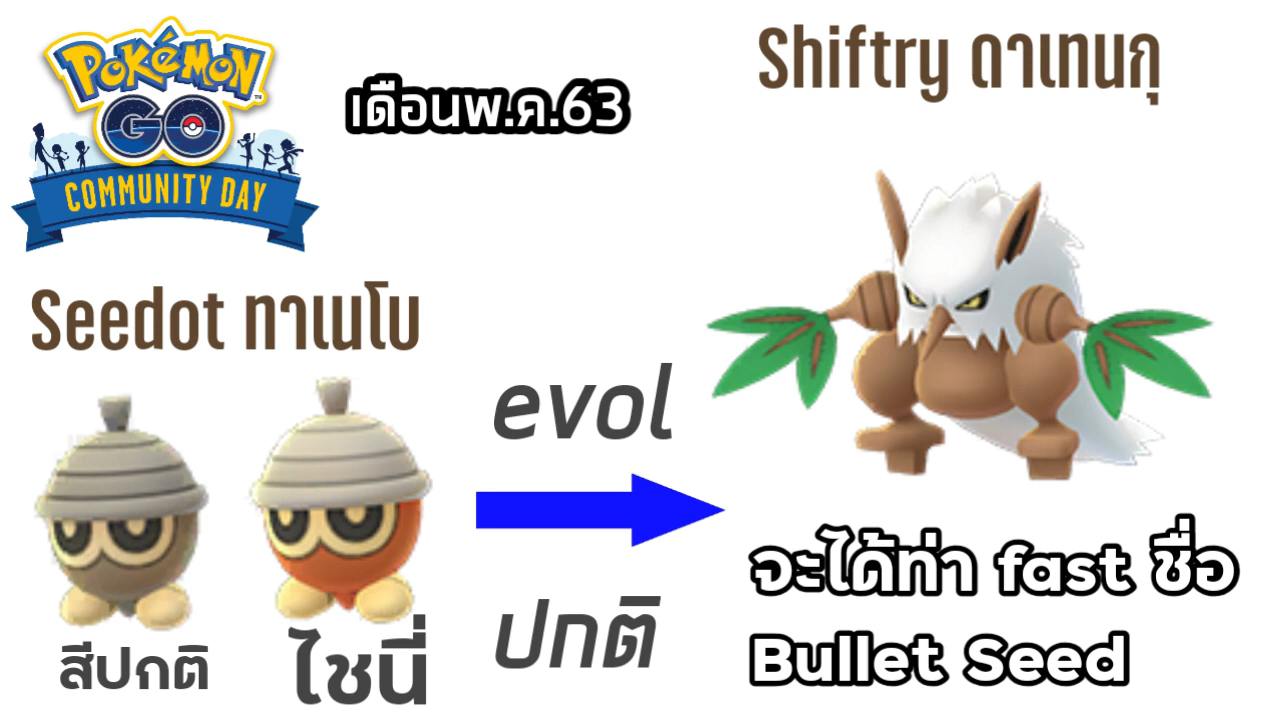 POKÉMON
GO
COMMUNITY DAY
เดือนพ.ค.63
Shiftry ดาเทนกุ
Seedot ทาเนโบ
evol
ปกติ
สีปกติ
ไชนี่
จะได้ท่า fast ชื่อ
Bullet Seed